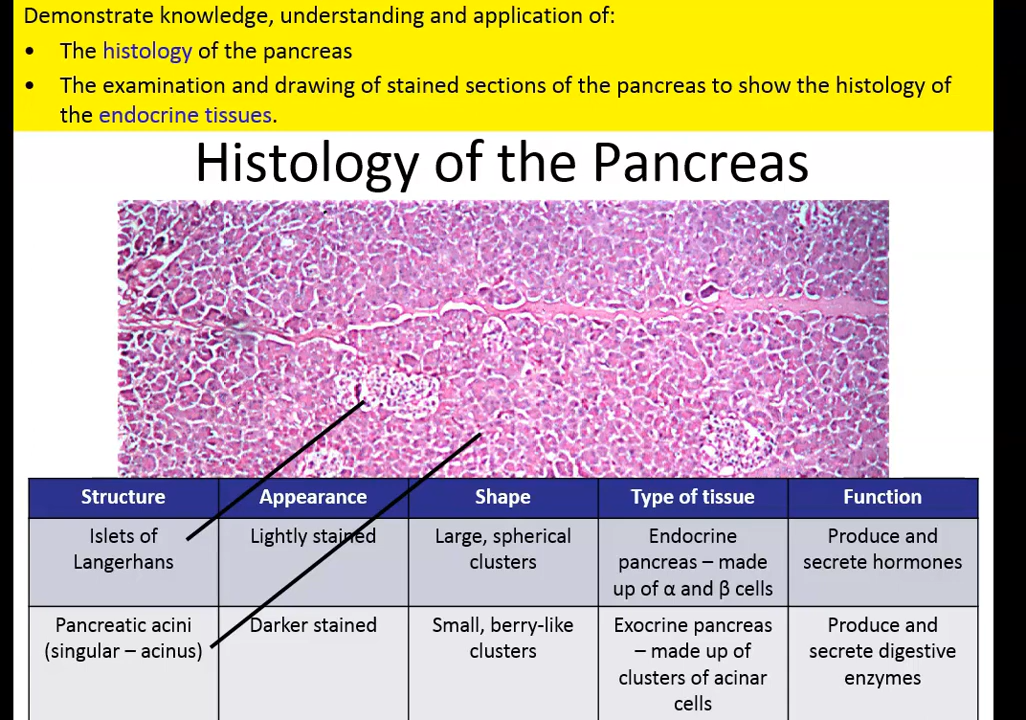 Demonstrate knowledge, understanding and application of:
• The histology of the pancreas
• The examination and drawing of stained sections of the pancreas to show the histology of
the endocrine tissues.
Histology of the Pancreas
Structure Appearance Shape Type of tissue Function
Islets of
Langerhans
Lightly stained
Large, spherical
clusters
Endocrine
pancreas – made
up of α and β cells
Produce and
secrete hormones
Pancreatic acini
(singular – acinus)
Darker stained
Small, berry-like
clusters
Exocrine pancreas
– made up of
clusters of acinar
cells
Produce and
secrete digestive
enzymes